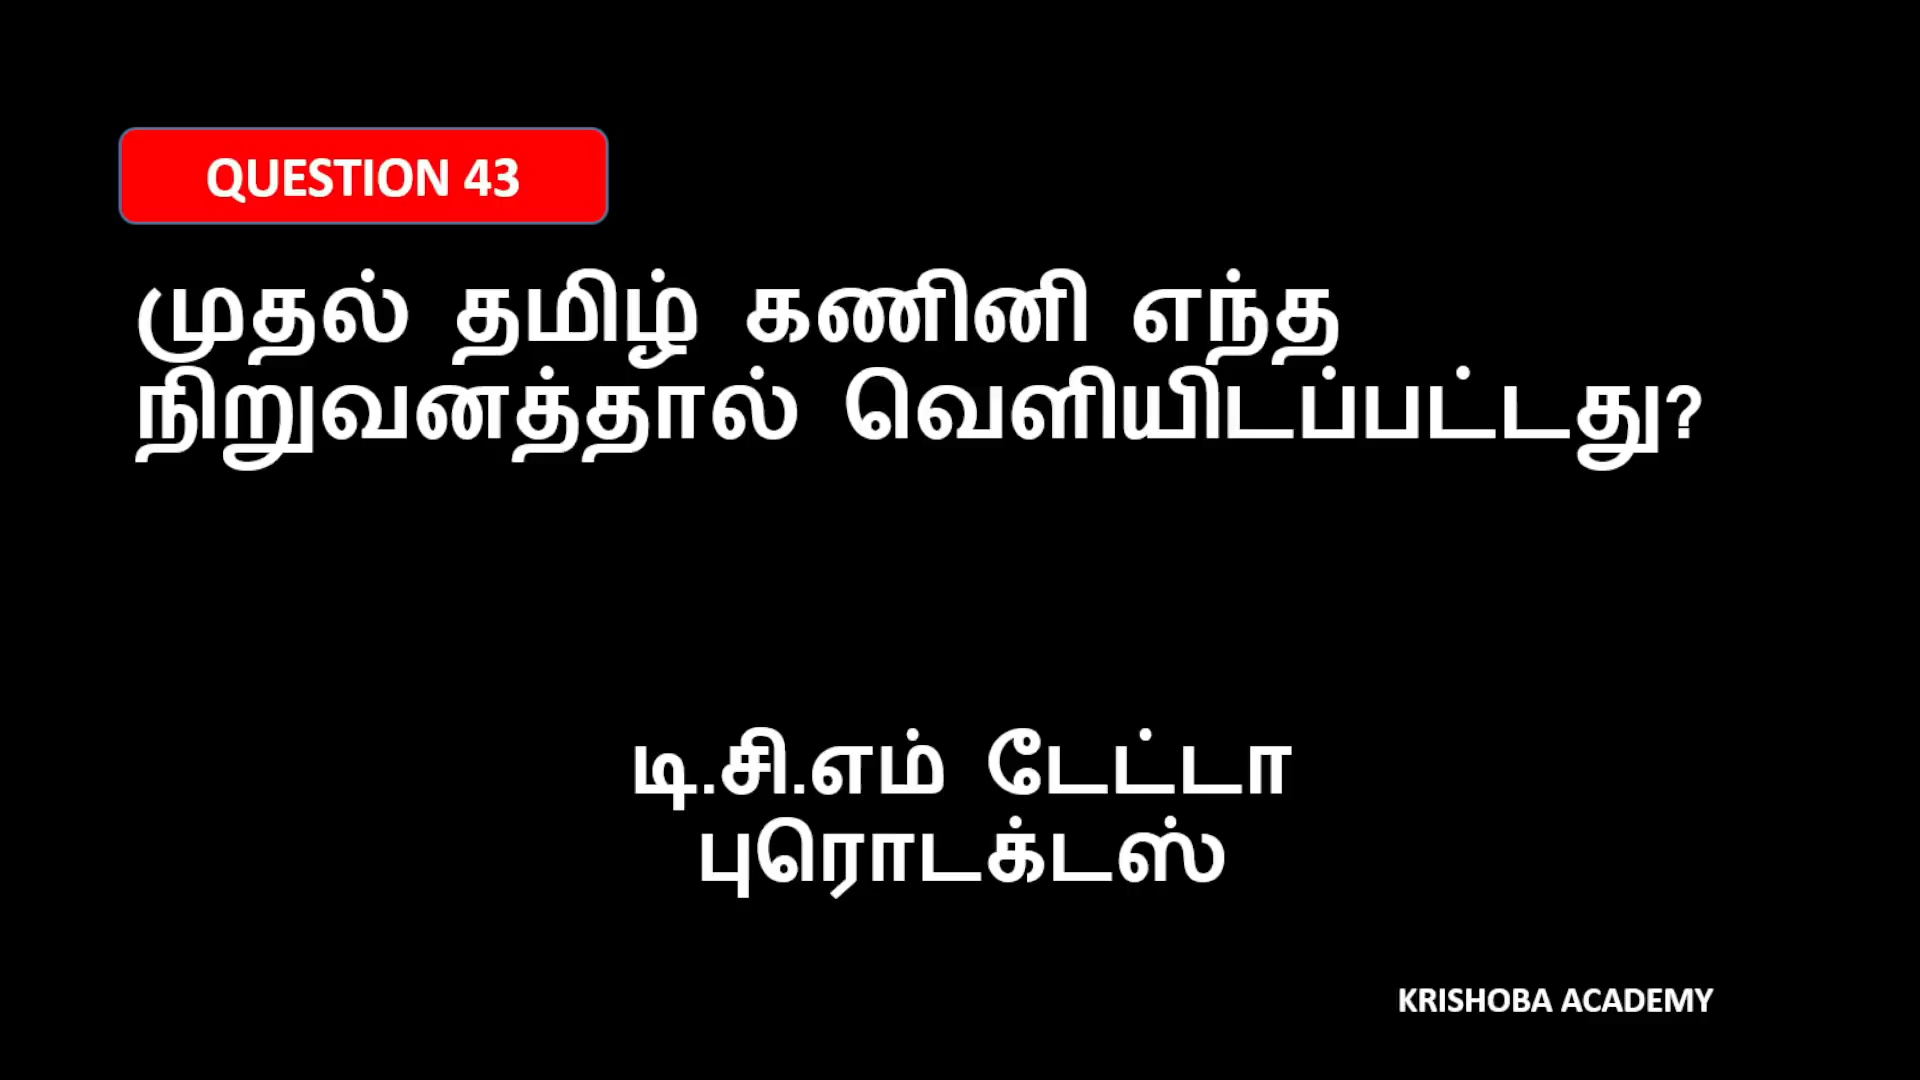 QUESTION 43
முதல் தமிழ் கணினி எந்த
நிறுவனத்தால் வெளியிடப்பட்டது?
டி.சி.எம் டேட்டா
புரொடக்டஸ்
KRISHOBA ACADEMY